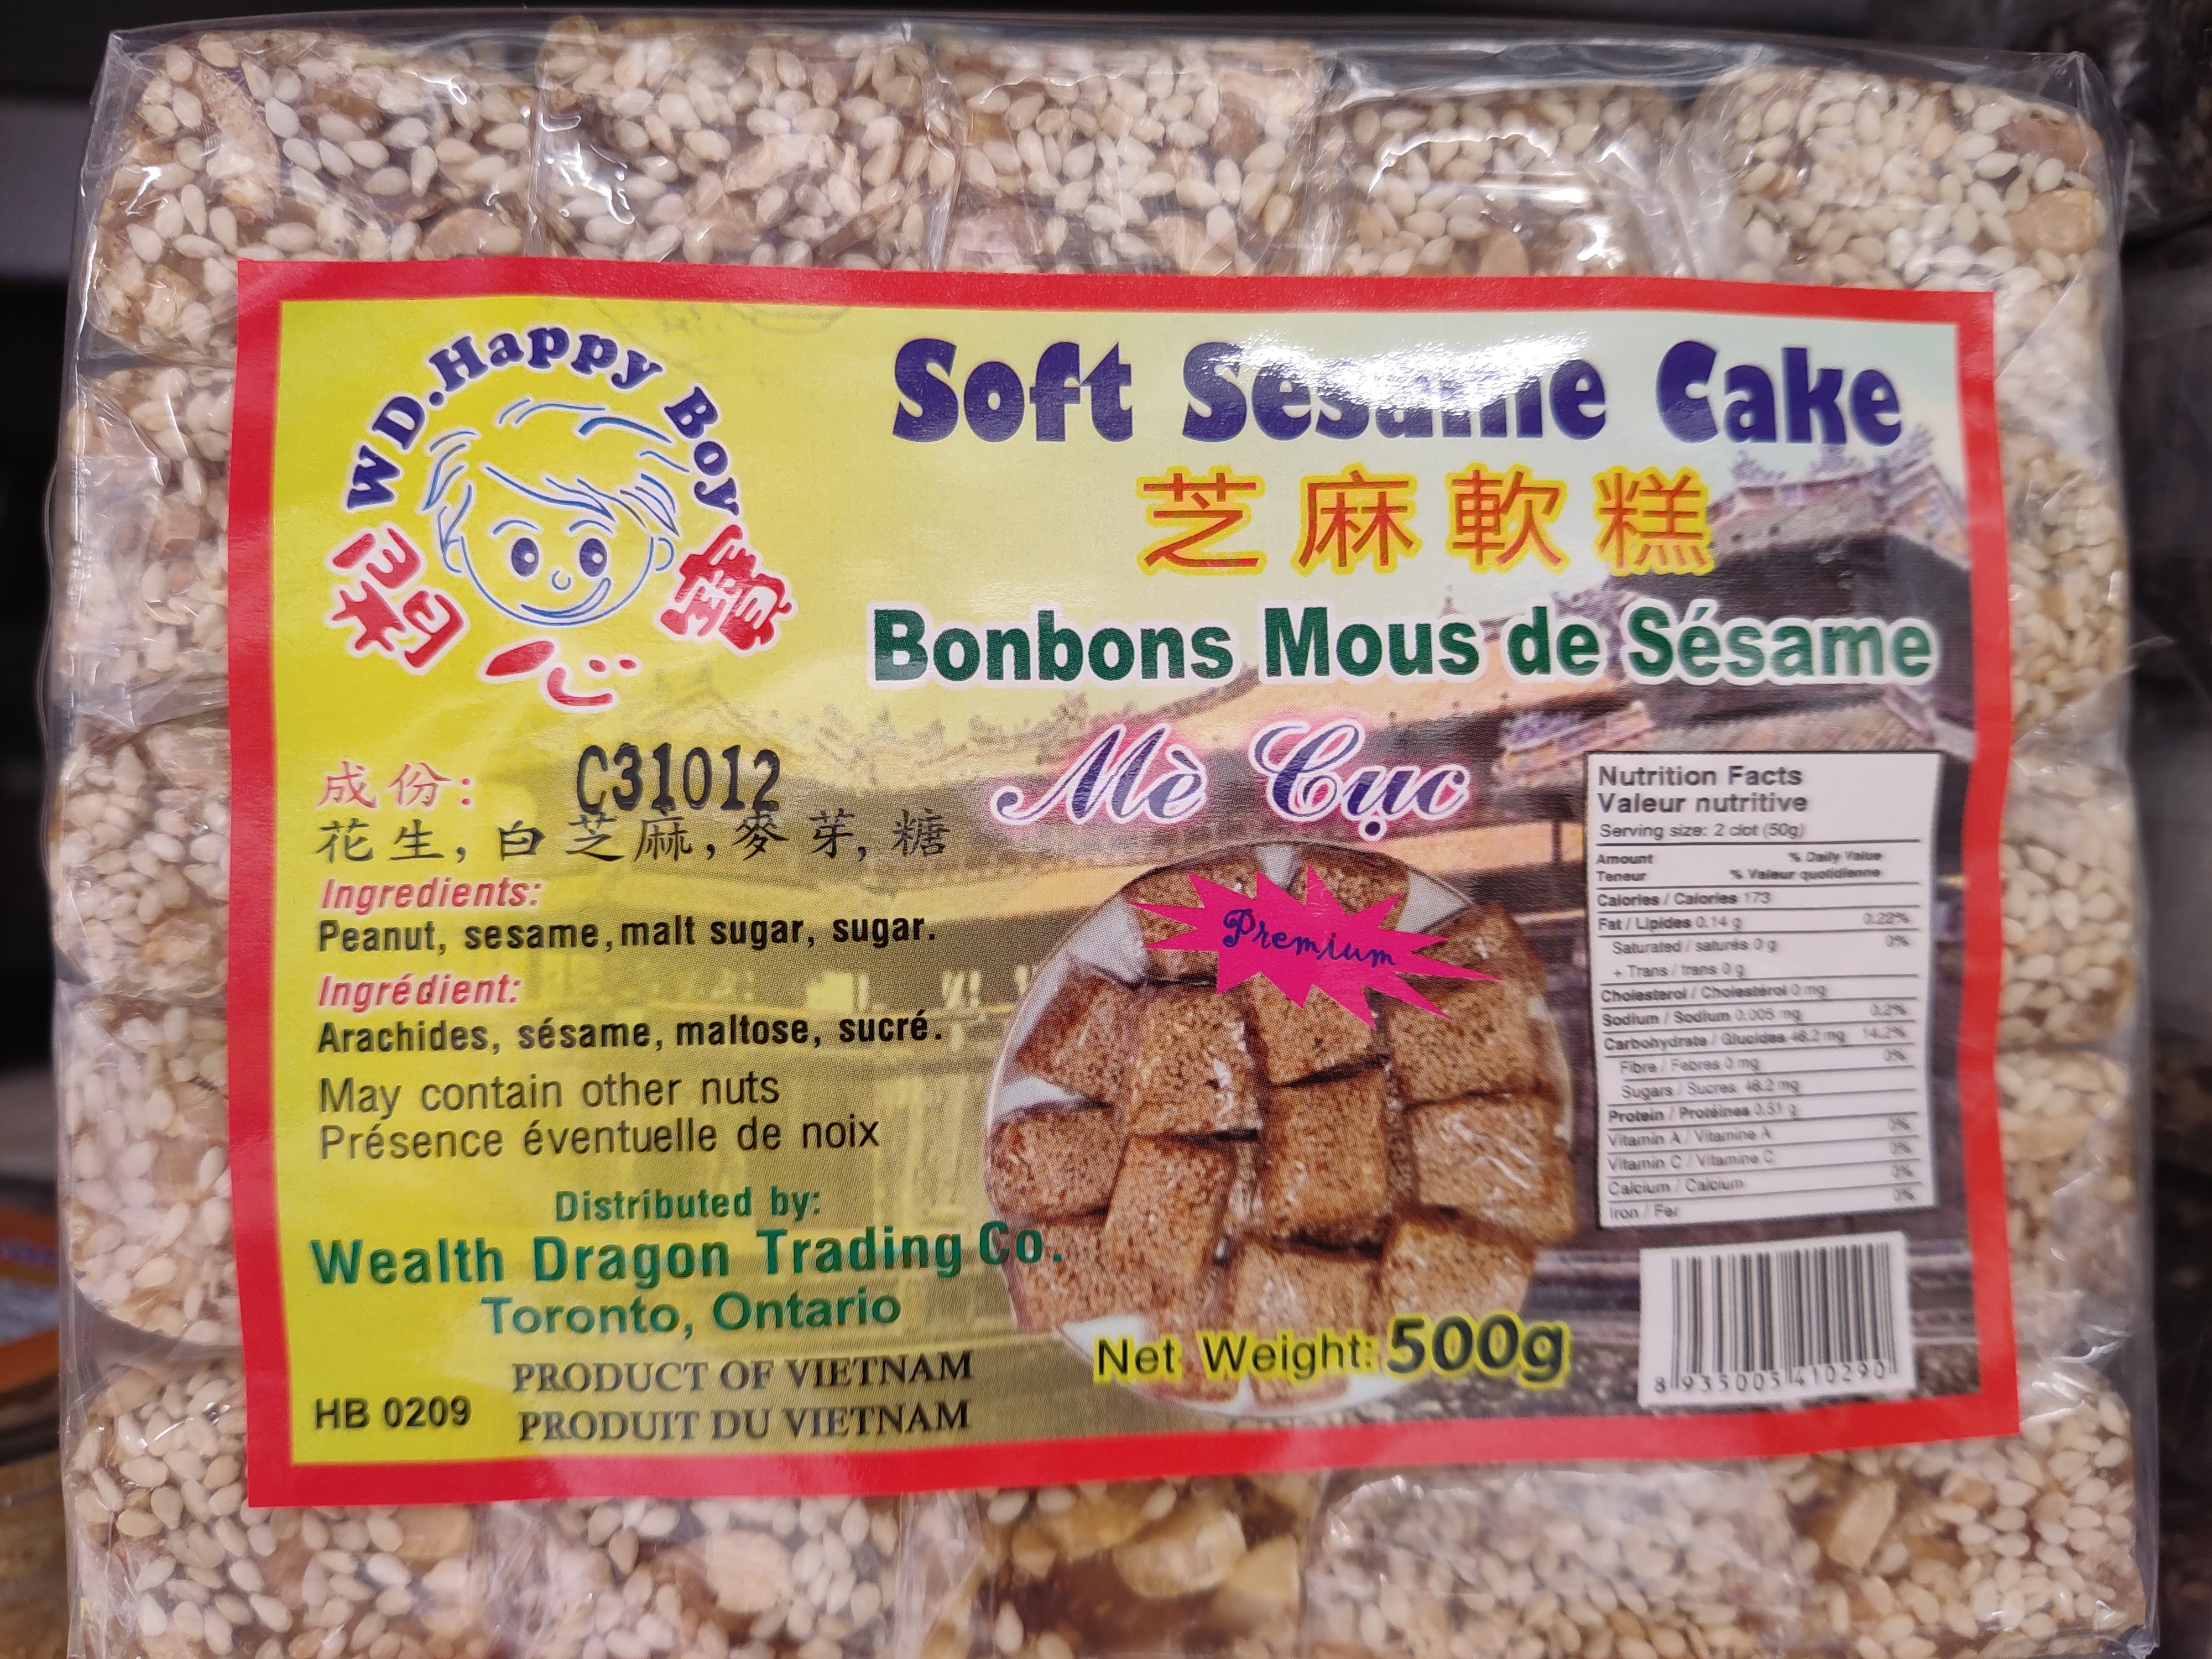 WD. Happy Boy
Soft Sesame Cake
芝麻軟糕
Bonbons Mous de Sésame
Mè Cục
成份:
C31012
花生, 白芝麻, 麥芽, 糖
Ingredients:
Peanut, sesame, malt sugar, sugar.
Ingrédient:
Arachides, sésame, maltose, sucré.
May contain other nuts
Présence éventuelle de noix
Distributed by:
Wealth Dragon Trading Co.
Toronto, Ontario
PRODUCT OF VIETNAM
HB 0209
PRODUIT DU VIETNAM
Premium
Net Weight: 500g
Nutrition Facts
Valeur nutritive
Serving size: 2 clot (50g)
Amount % Daily Value
Teneur % Valeur quotidienne
Calories / Calories 173
Fat / Lipides 0.14 g 0.22%
Saturated / saturés 0 g 0%
+ Trans / trans 0 g
Cholesterol / Cholestérol 0 mg
Sodium / Sodium 0.005 mg 0.2%
Carbohydrate / Glucides 46.2 mg 14.2%
Fibre / Febres 0 mg 0%
Sugars / Sucres 46.2 mg
Protein / Protéines 0.51 g
Vitamin A / Vitamine A 0%
Vitamin C / Vitamine C 0%
Calcium / Calcium 0%
Iron / Fer 0%
8 935005 410290